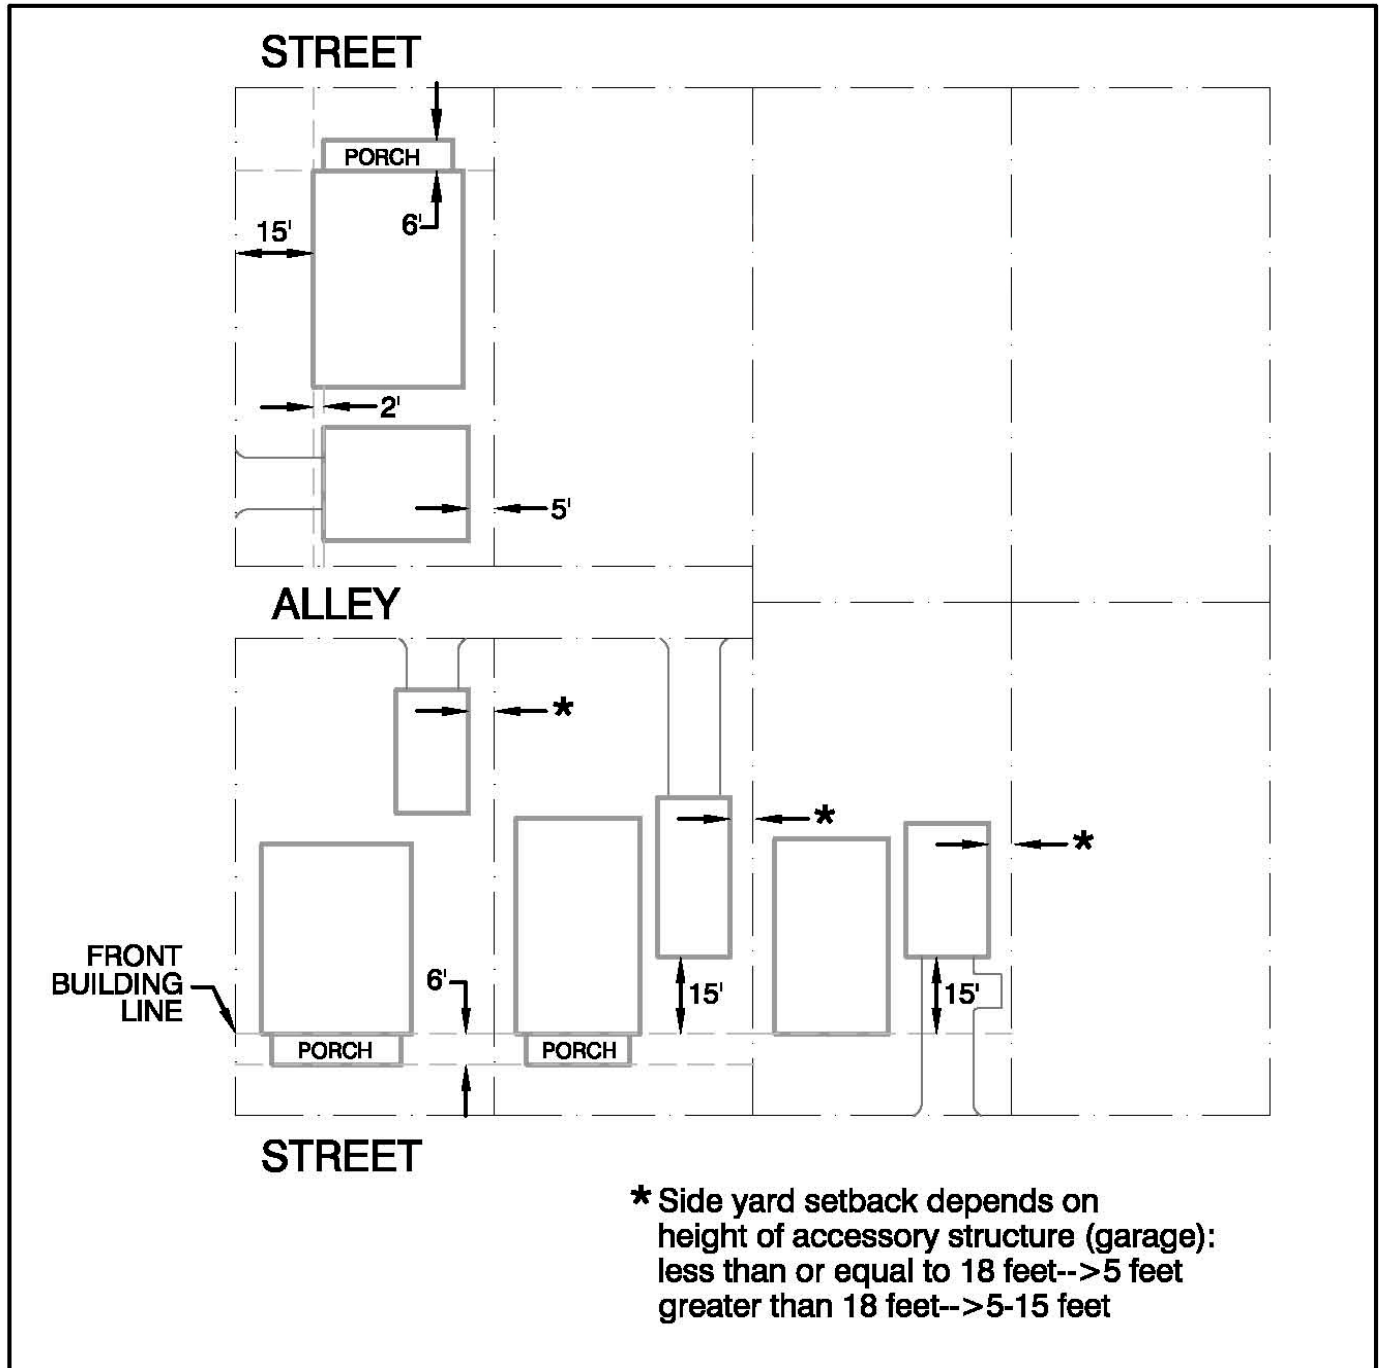 STREET
PORCH
6'
15'
2'
5'
ALLEY
*
*
*
FRONT
BUILDING
LINE
6'
15'
15'
PORCH
PORCH
STREET
* Side yard setback depends on
height of accessory structure (garage):
less than or equal to 18 feet-->5 feet
greater than 18 feet-->5-15 feet